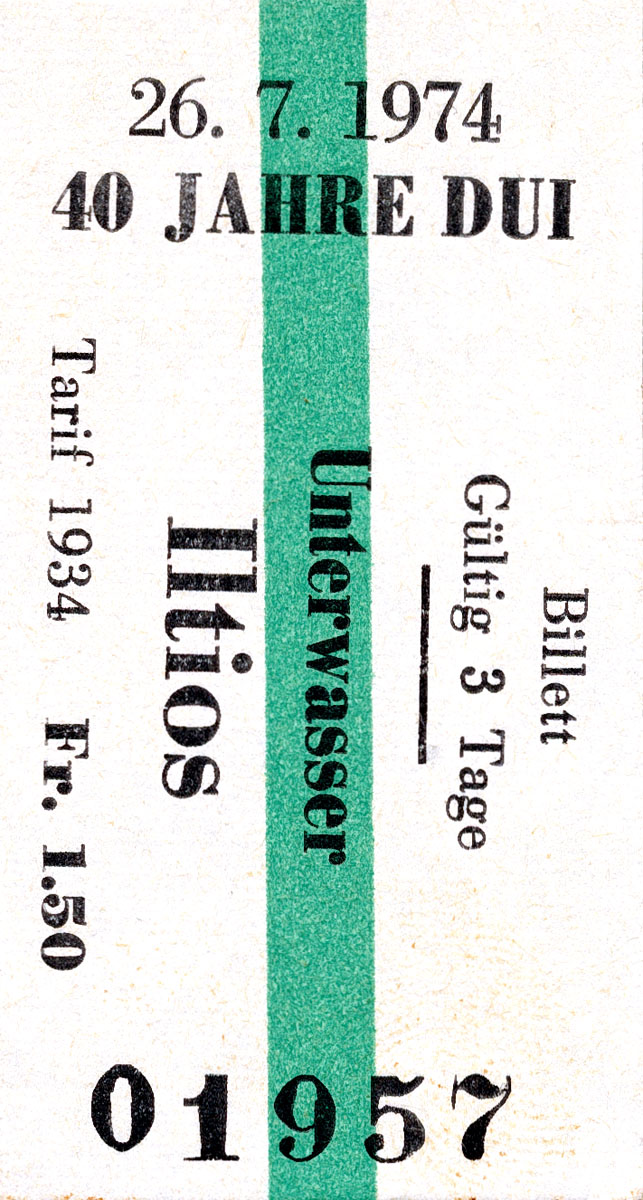 26. 7. 1974
40 JAHRE DUI
Billett
Gültig 3 Tage
Unterwasser
Iltios
Tarif 1934 Fr. 1.50
01957